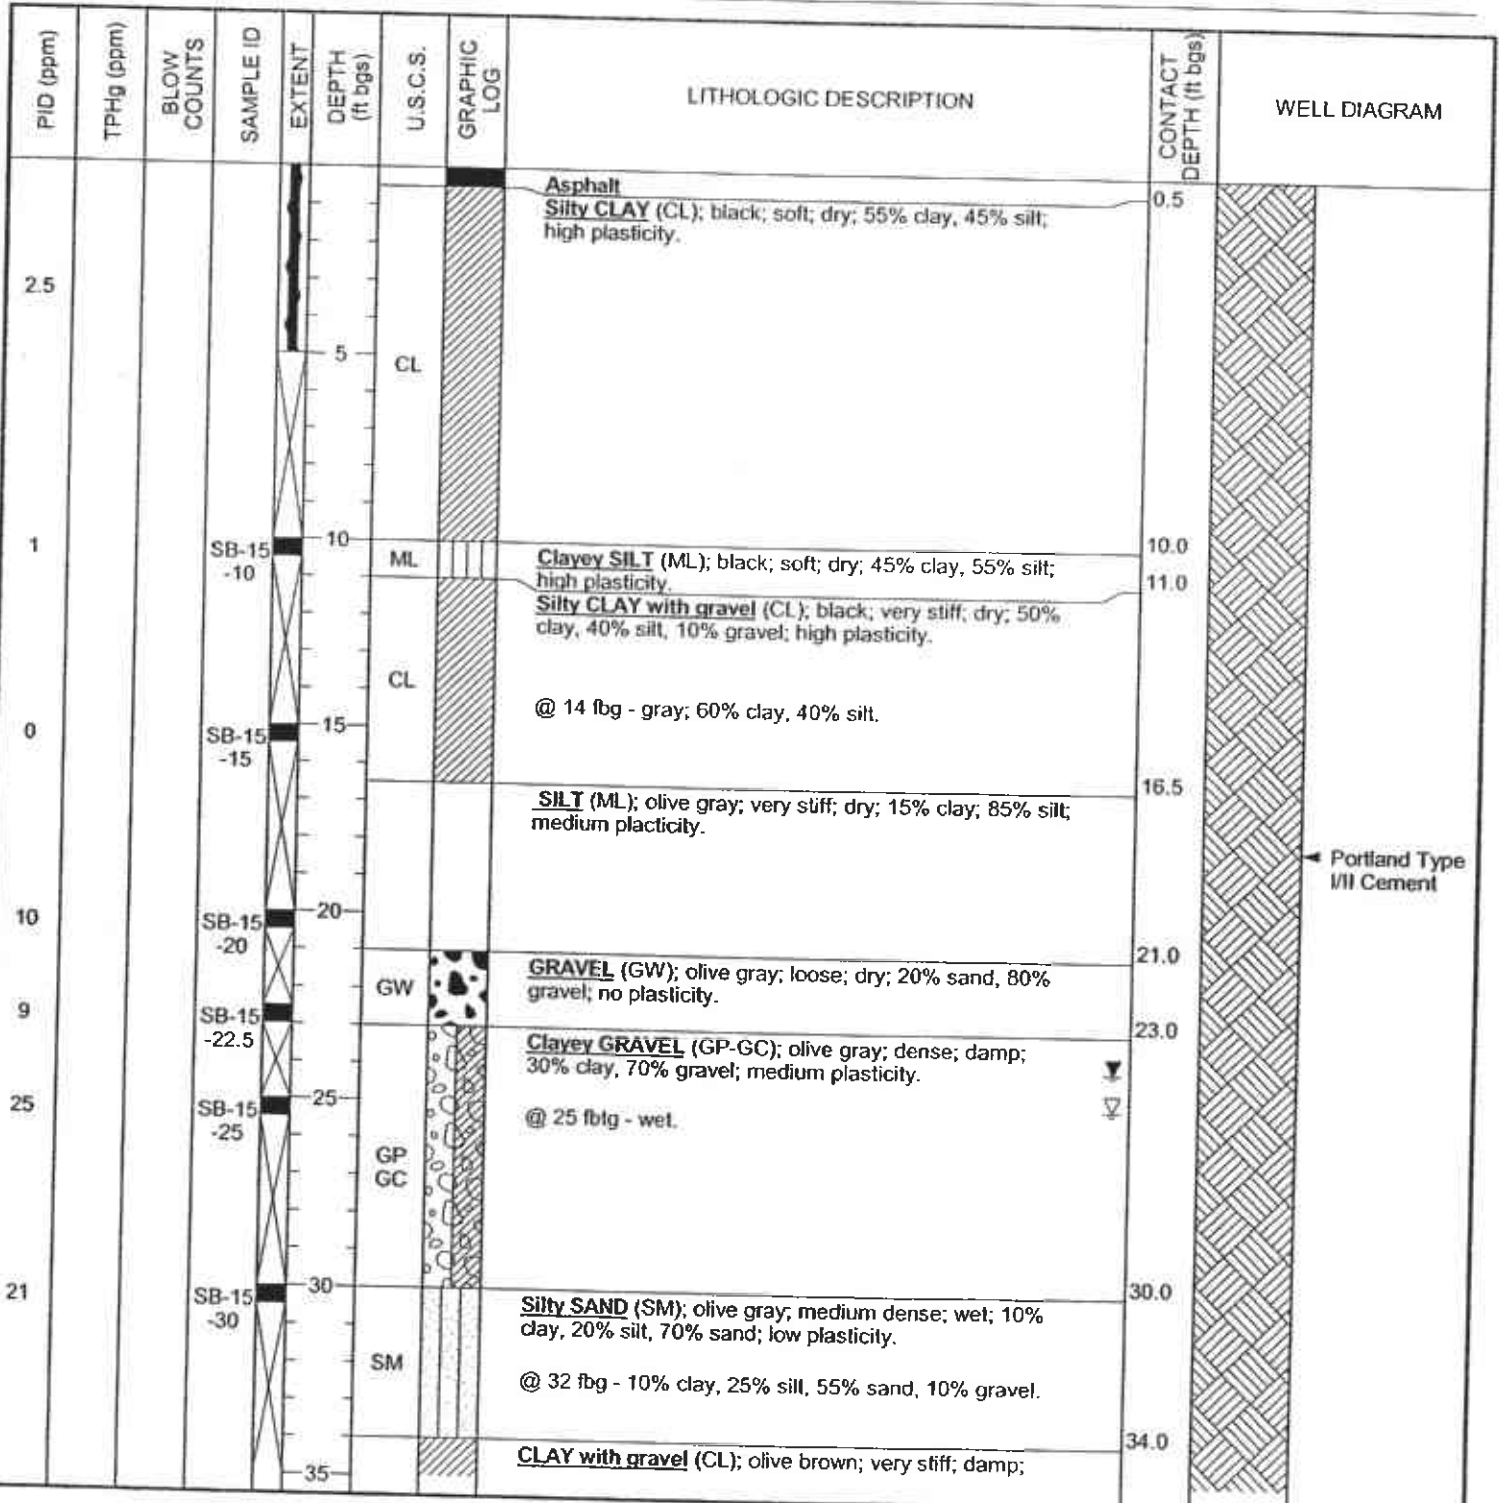 PID (ppm)
TPHg (ppm)
BLOW
COUNTS
SAMPLE ID
EXTENT
DEPTH
(ft bgs)
U.S.C.S.
GRAPHIC
LOG
LITHOLOGIC DESCRIPTION
CONTACT
DEPTH (ft bgs)
WELL DIAGRAM
Asphalt
0.5
Silty CLAY (CL); black; soft; dry; 55% clay, 45% silt;
high plasticity.
2.5
5
CL
1
SB-15
-10
10
ML
Clayey SILT (ML); black; soft; dry; 45% clay, 55% silt;
high plasticity.
10.0
11.0
Silty CLAY with gravel (CL); black; very stiff; dry; 50%
clay, 40% silt, 10% gravel; high plasticity.
CL
@ 14 fbg - gray; 60% clay, 40% silt.
0
SB-15
-15
15
16.5
SILT (ML); olive gray; very stiff; dry; 15% clay; 85% silt;
medium placticity.
Portland Type
I/II Cement
10
SB-15
-20
20
21.0
GW
GRAVEL (GW); olive gray; loose; dry; 20% sand, 80%
gravel; no plasticity.
9
SB-15
-22.5
23.0
Clayey GRAVEL (GP-GC); olive gray; dense; damp;
30% clay, 70% gravel; medium plasticity.
25
SB-15
-25
25
@ 25 fbtg - wet.
GP
GC
21
SB-15
-30
30
30.0
Silty SAND (SM); olive gray; medium dense; wet; 10%
clay, 20% silt, 70% sand; low plasticity.
SM
@ 32 fbg - 10% clay, 25% silt, 55% sand, 10% gravel.
34.0
CLAY with gravel (CL); olive brown; very stiff; damp;
35